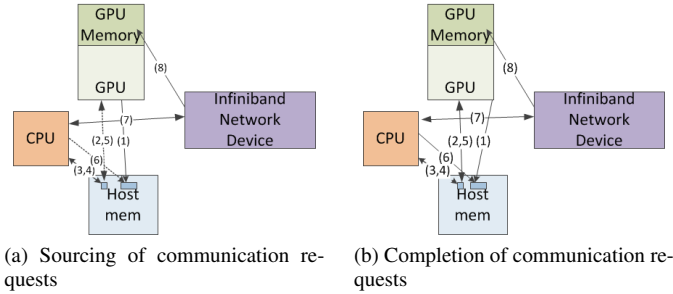 GPU
Memory
(8)
GPU
Infiniband
Network
Device
(7)
CPU
(2,5)
(1)
(6)
(3,4)
Host
mem
(a) Sourcing of communication re-
quests
GPU
Memory
(8)
GPU
Infiniband
Network
Device
(7)
CPU
(2,5)
(1)
(6)
(3,4)
Host
mem
(b) Completion of communication re-
quests